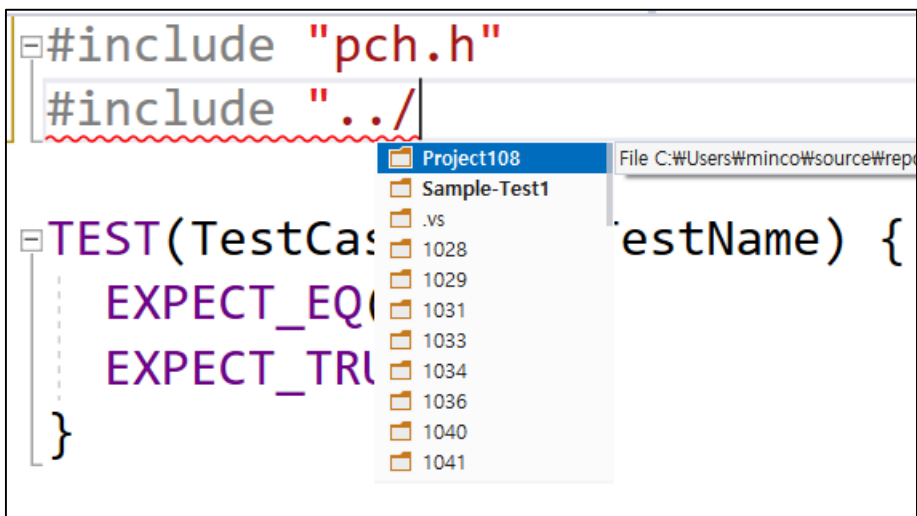 #include "pch.h"
#include "../
Project108
File C:₩Users₩minco₩source₩repo
Sample-Test1
.vs
TEST(TestCas
estName) {
1028
1029
EXPECT_EQ(
1031
1033
EXPECT_TRU
1034
1036
}
1040
1041